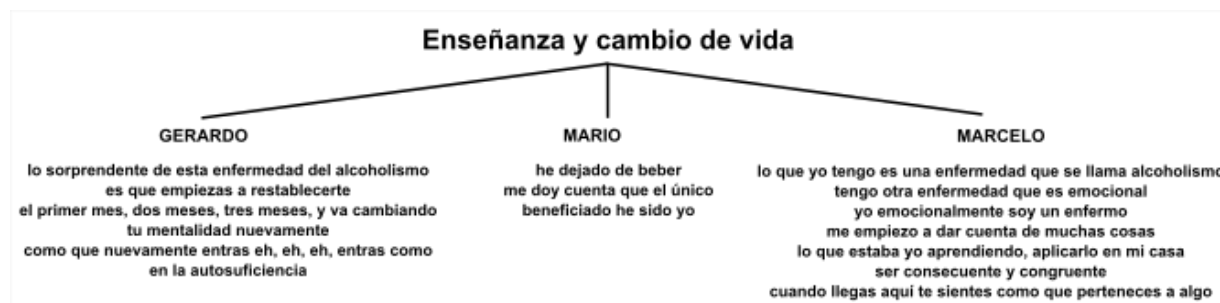 Enseñanza y cambio de vida
GERARDO
lo sorprendente de esta enfermedad del alcoholismo
es que empiezas a restablecerte
el primer mes, dos meses, tres meses, y va cambiando
tu mentalidad nuevamente
como que nuevamente entras eh, eh, eh, entras como
en la autosuficiencia
MARIO
he dejado de beber
me doy cuenta que el único
beneficiado he sido yo
MARCELO
lo que yo tengo es una enfermedad que se llama alcoholismo
tengo otra enfermedad que es emocional
yo emocionalmente soy un enfermo
me empiezo a dar cuenta de muchas cosas
lo que estaba yo aprendiendo, aplicarlo en mi casa
ser consecuente y congruente
cuando llegas aquí te sientes como que perteneces a algo